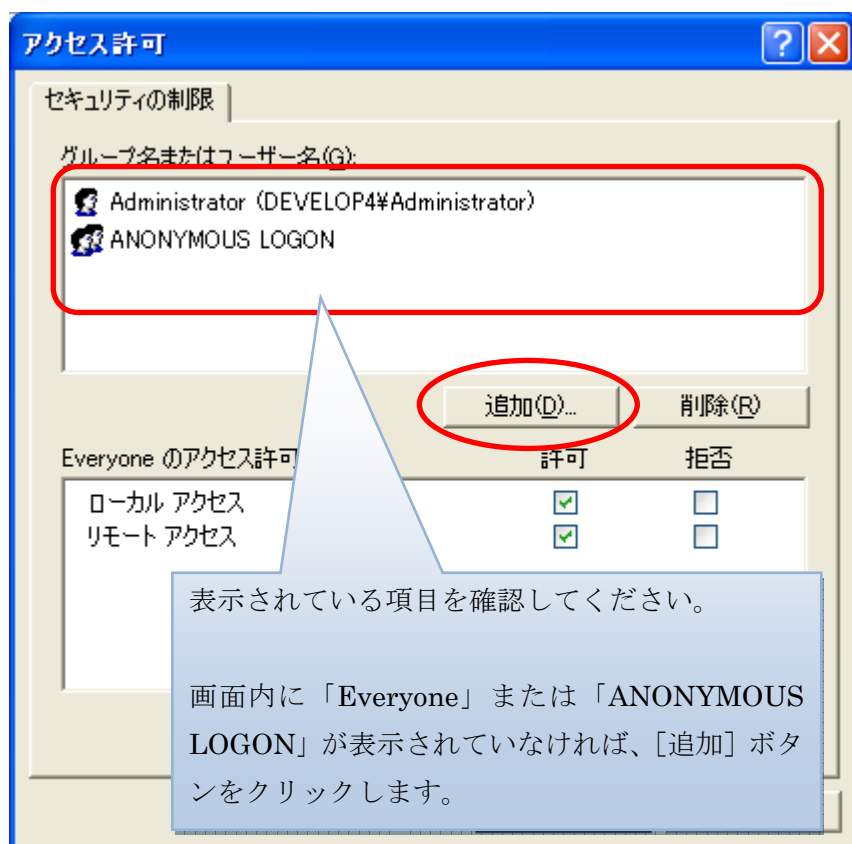 アクセス許可
セキュリティの制限
グループ名またはユーザー名(G):
Administrator (DEVELOP4¥Administrator)
ANONYMOUS LOGON
追加(D)...
削除(R)
Everyone のアクセス許可
許可
拒否
ローカル アクセス
リモート アクセス
表示されている項目を確認してください。
画面内に「Everyone」または「ANONYMOUS
LOGON」が表示されていなければ、［追加］ボタ
ンをクリックします。